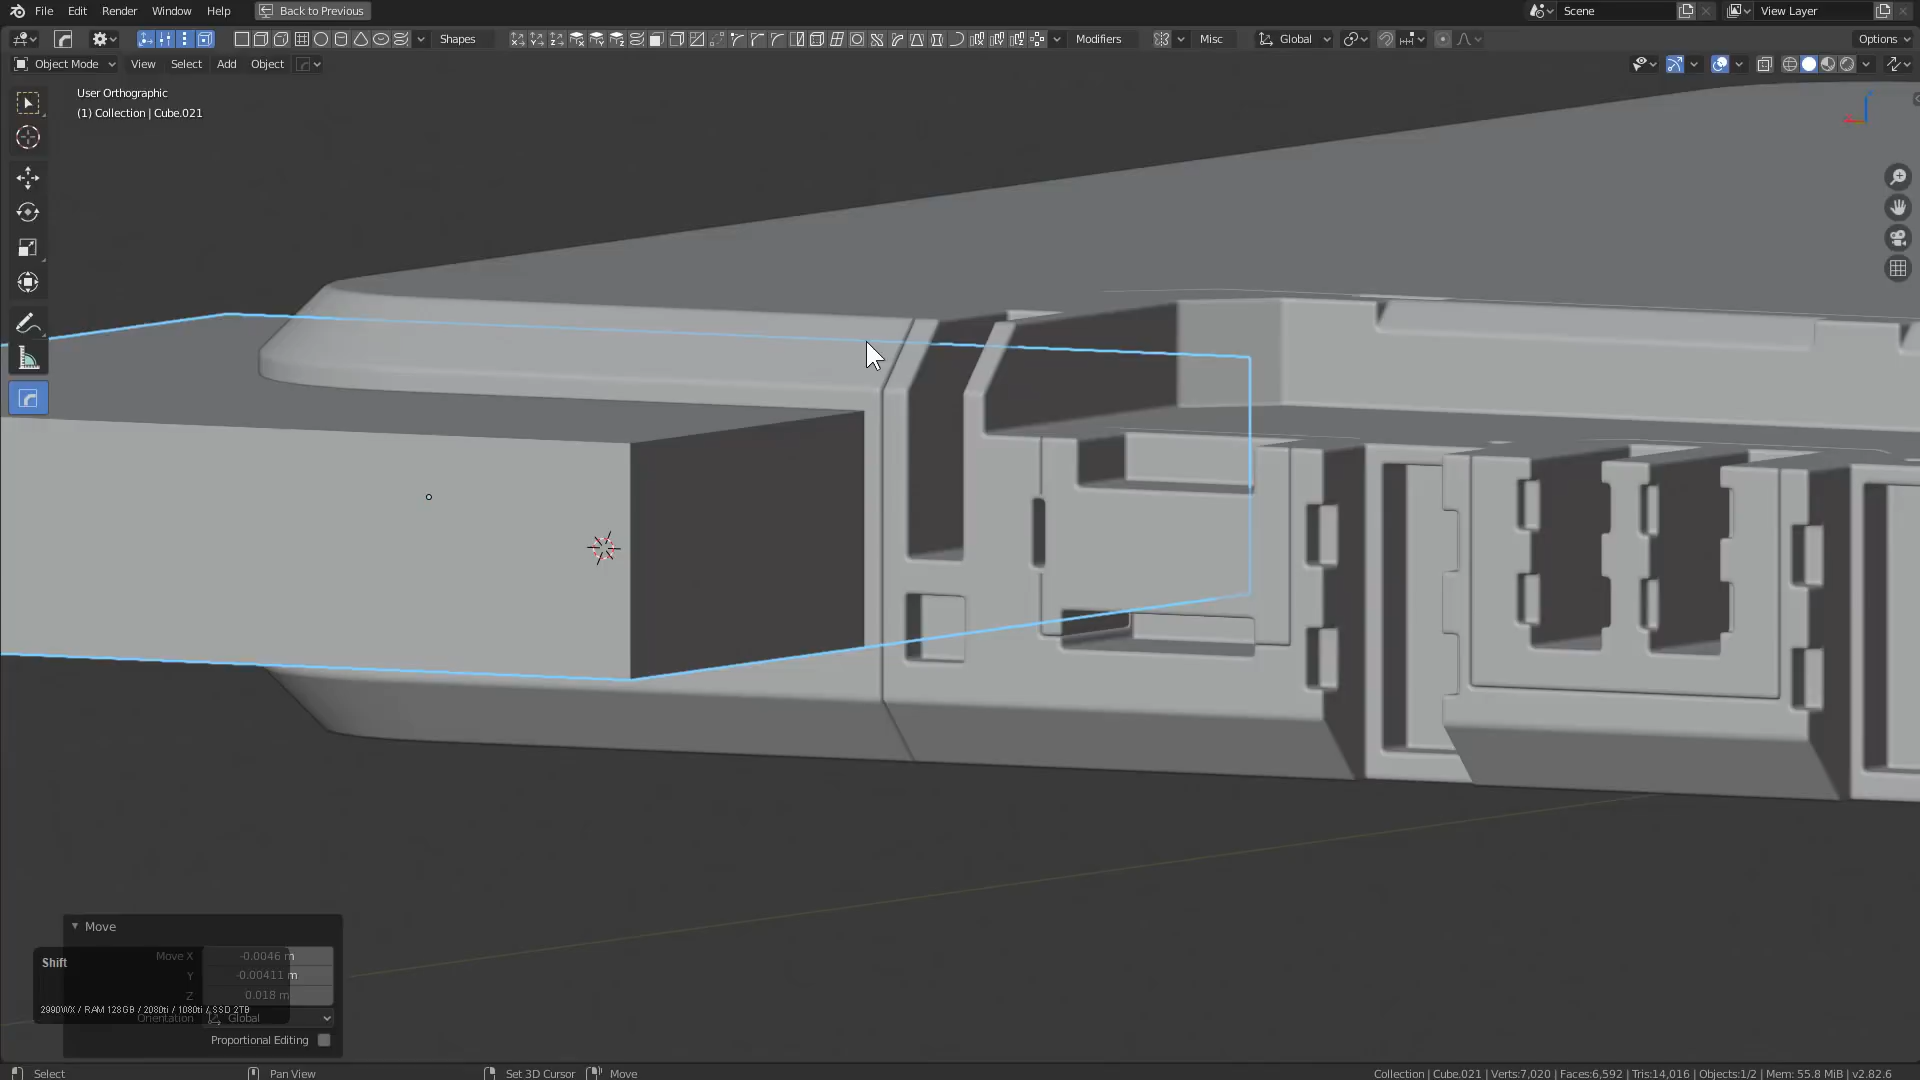 File Edit Render Window Help Back to Previous Scene View Layer
Shapes Modifiers Misc Global Options
Object Mode View Select Add Object
User Orthographic
(1) Collection | Cube.021
Move
Move X -0.0046 m
Shift
Y -0.00411 m
Z 0.018 m
2990WX / RAM 128GB / 2080ti / 1080ti / SSD 2TB
Orientation Global
Proportional Editing
Select Pan View Set 3D Cursor Move Collection | Cube.021 | Verts:7,020 | Faces:6,592 | Tris:14,016 | Objects:1/2 | Mem: 55.8 MiB | v2.82.6